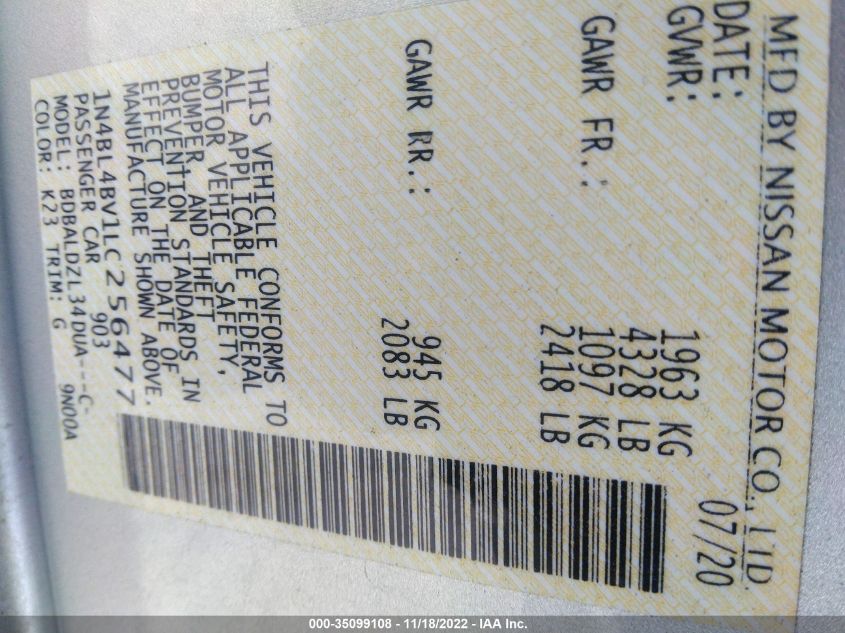 MFD BY NISSAN MOTOR CO., LTD.
DATE: 07/20
GVWR: 1963 KG
4328 LB
GAWR FR.: 1097 KG
2418 LB
GAWR RR.: 945 KG
2083 LB
THIS VEHICLE CONFORMS TO
ALL APPLICABLE FEDERAL
MOTOR VEHICLE SAFETY,
BUMPER AND THEFT
PREVENTION STANDARDS IN
EFFECT ON THE DATE OF
MANUFACTURE SHOWN ABOVE.
1N4BL4BV1LC256477
PASSENGER CAR 903
MODEL: BDBALDZL34DUA---C-
COLOR: K23 TRIM: G 9N00A
000-35099108 - 11/18/2022 - IAA Inc.